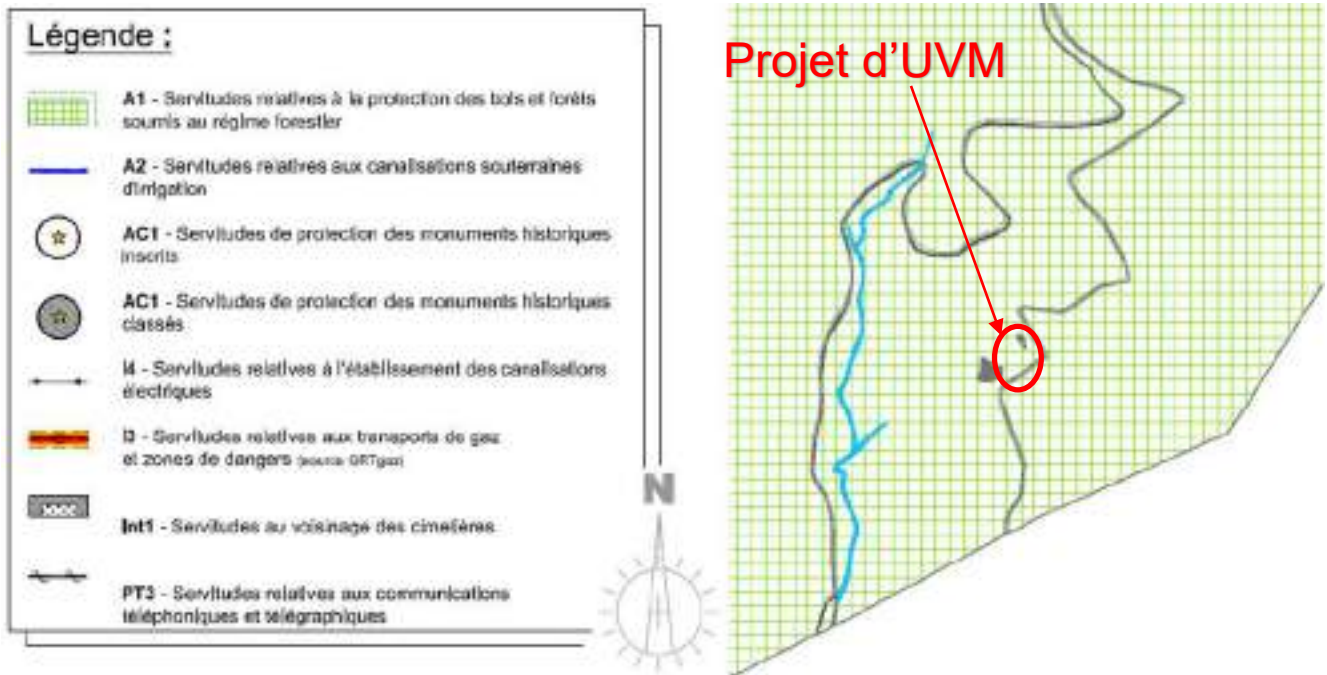 Légende :
A1 - Servitudes relatives à la protection des bois et forêts
soumis au régime forestier
A2 - Servitudes relatives aux canalisations souterraines
d'irrigation
AC1 - Servitudes de protection des monuments historiques
inscrits
AC1 - Servitudes de protection des monuments historiques
classés
I4 - Servitudes relatives à l'établissement des canalisations
électriques
I3 - Servitudes relatives aux transports de gaz
et zones de dangers (source GRTgaz)
Int1 - Servitudes au voisinage des cimetières
PT3 - Servitudes relatives aux communications
téléphoniques et télégraphiques
N
Projet d'UVM